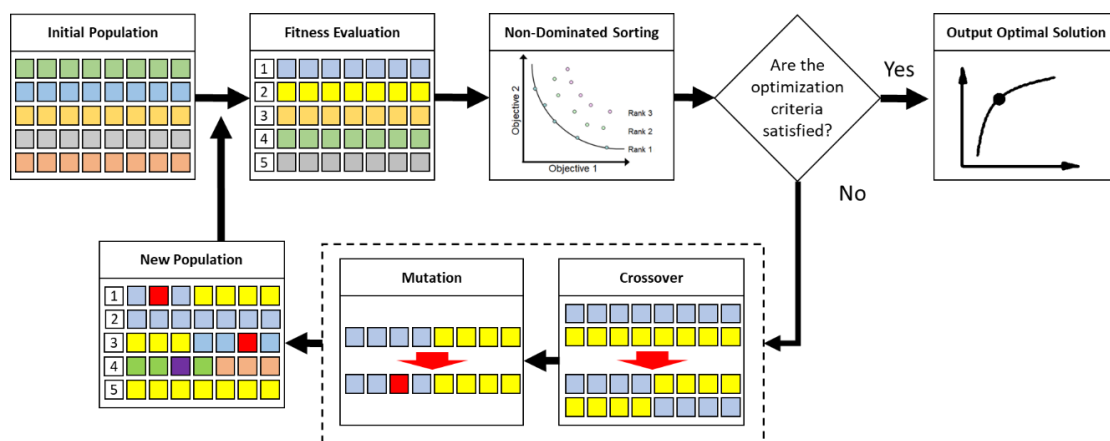 Initial Population
Fitness Evaluation
1
2
3
4
5
Non-Dominated Sorting
Objective 2
Rank 3
Rank 2
Rank 1
Objective 1
Are the
optimization
criteria
satisfied?
Yes
No
Output Optimal Solution
New Population
1
2
3
4
5
Mutation
Crossover